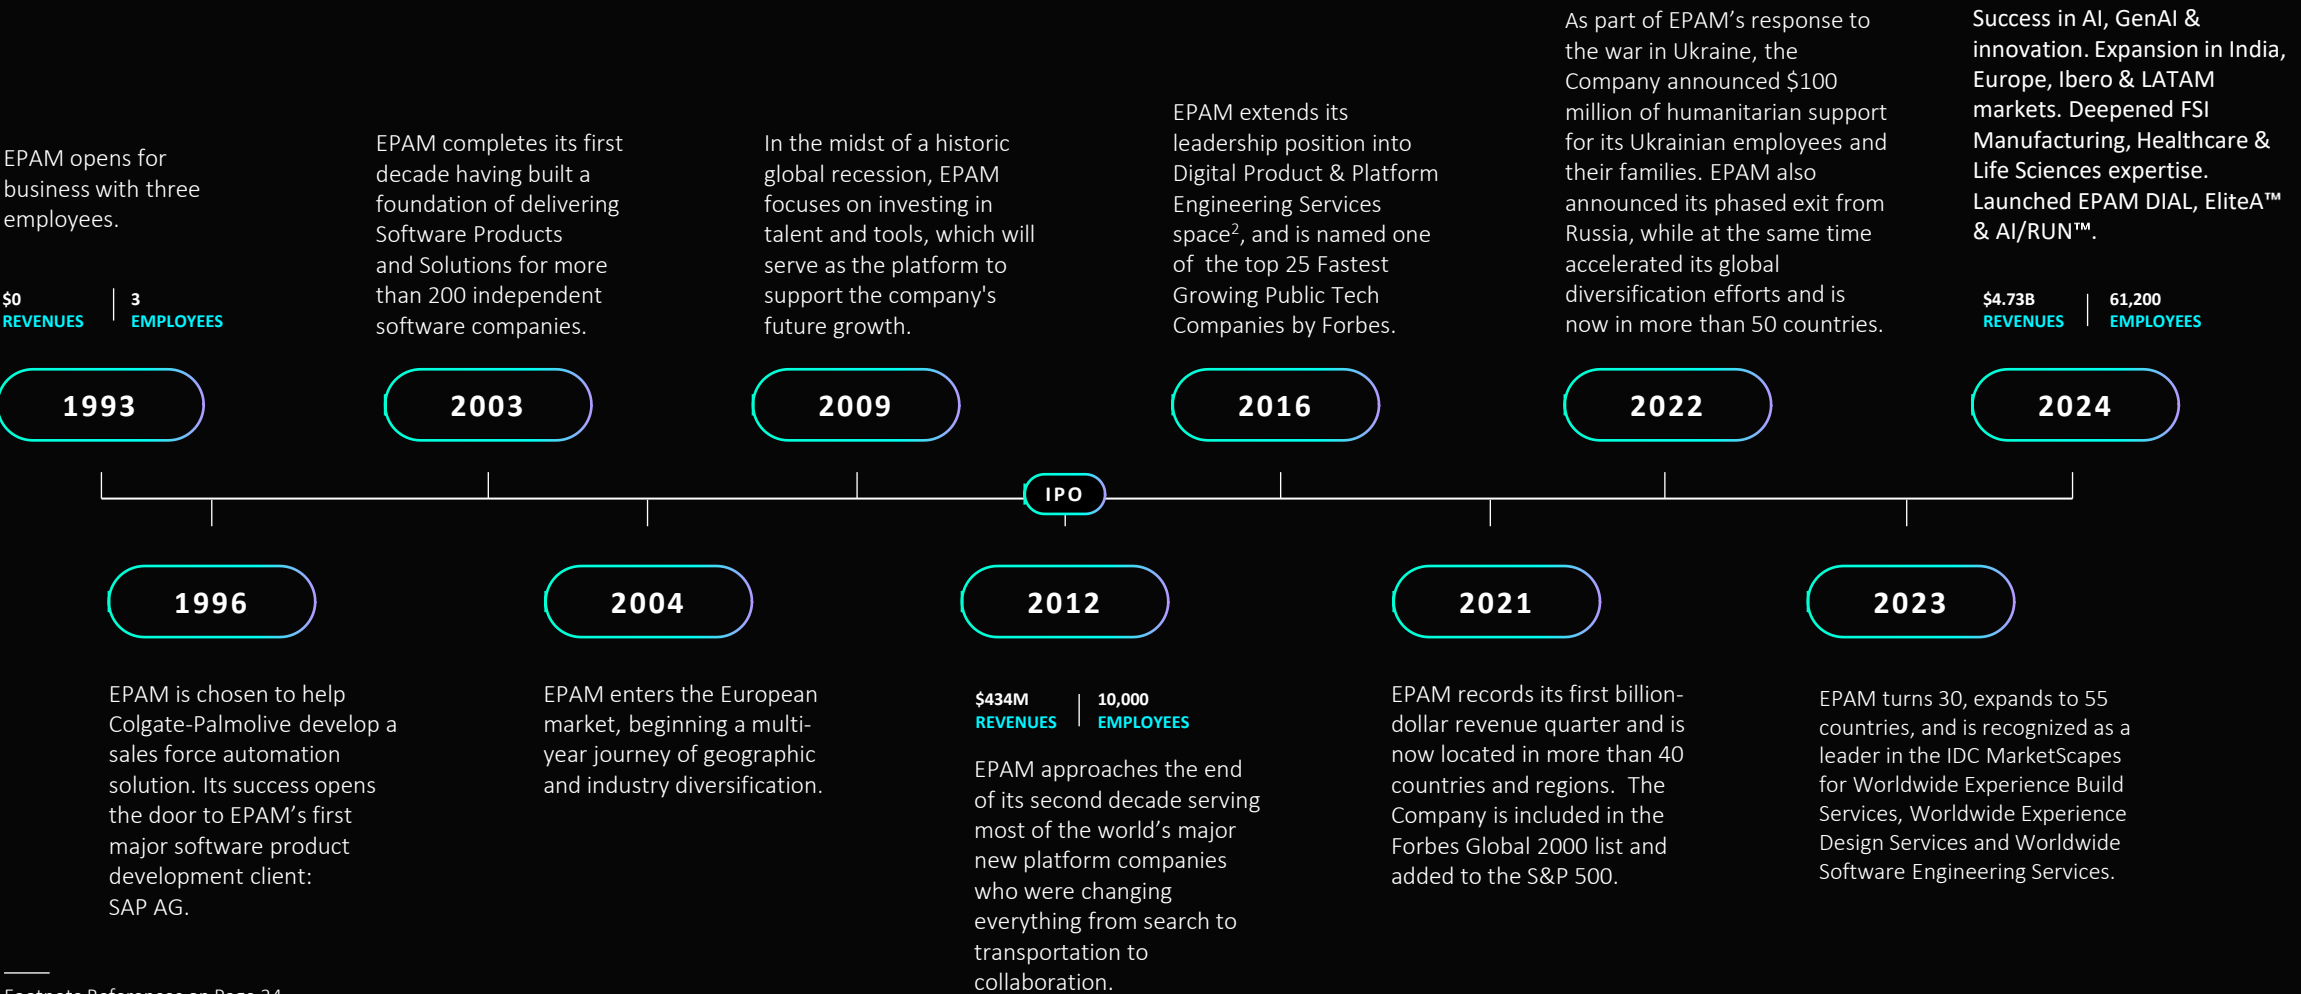 EPAM opens for
business with three
employees.
$0
REVENUES
3
EMPLOYEES
1993
EPAM completes its first
decade having built a
foundation of delivering
Software Products
and Solutions for more
than 200 independent
software companies.
2003
In the midst of a historic
global recession, EPAM
focuses on investing in
talent and tools, which will
serve as the platform to
support the company's
future growth.
2009
EPAM extends its
leadership position into
Digital Product & Platform
Engineering Services
space², and is named one
of  the top 25 Fastest
Growing Public Tech
Companies by Forbes.
2016
As part of EPAM’s response to
the war in Ukraine, the
Company announced $100
million of humanitarian support
for its Ukrainian employees and
their families. EPAM also
announced its phased exit from
Russia, while at the same time
accelerated its global
diversification efforts and is
now in more than 50 countries.
2022
Success in AI, GenAI &
innovation. Expansion in India,
Europe, Ibero & LATAM
markets. Deepened FSI
Manufacturing, Healthcare &
Life Sciences expertise.
Launched EPAM DIAL, EliteA™
& AI/RUN™.
$4.73B
REVENUES
61,200
EMPLOYEES
2024
IPO
1996
EPAM is chosen to help
Colgate-Palmolive develop a
sales force automation
solution. Its success opens
the door to EPAM’s first
major software product
development client:
SAP AG.
2004
EPAM enters the European
market, beginning a multi-
year journey of geographic
and industry diversification.
2012
$434M
REVENUES
10,000
EMPLOYEES
EPAM approaches the end
of its second decade serving
most of the world’s major
new platform companies
who were changing
everything from search to
transportation to
collaboration.
2021
EPAM records its first billion-
dollar revenue quarter and is
now located in more than 40
countries and regions.  The
Company is included in the
Forbes Global 2000 list and
added to the S&P 500.
2023
EPAM turns 30, expands to 55
countries, and is recognized as a
leader in the IDC MarketScapes
for Worldwide Experience Build
Services, Worldwide Experience
Design Services and Worldwide
Software Engineering Services.
Footnote References on Page